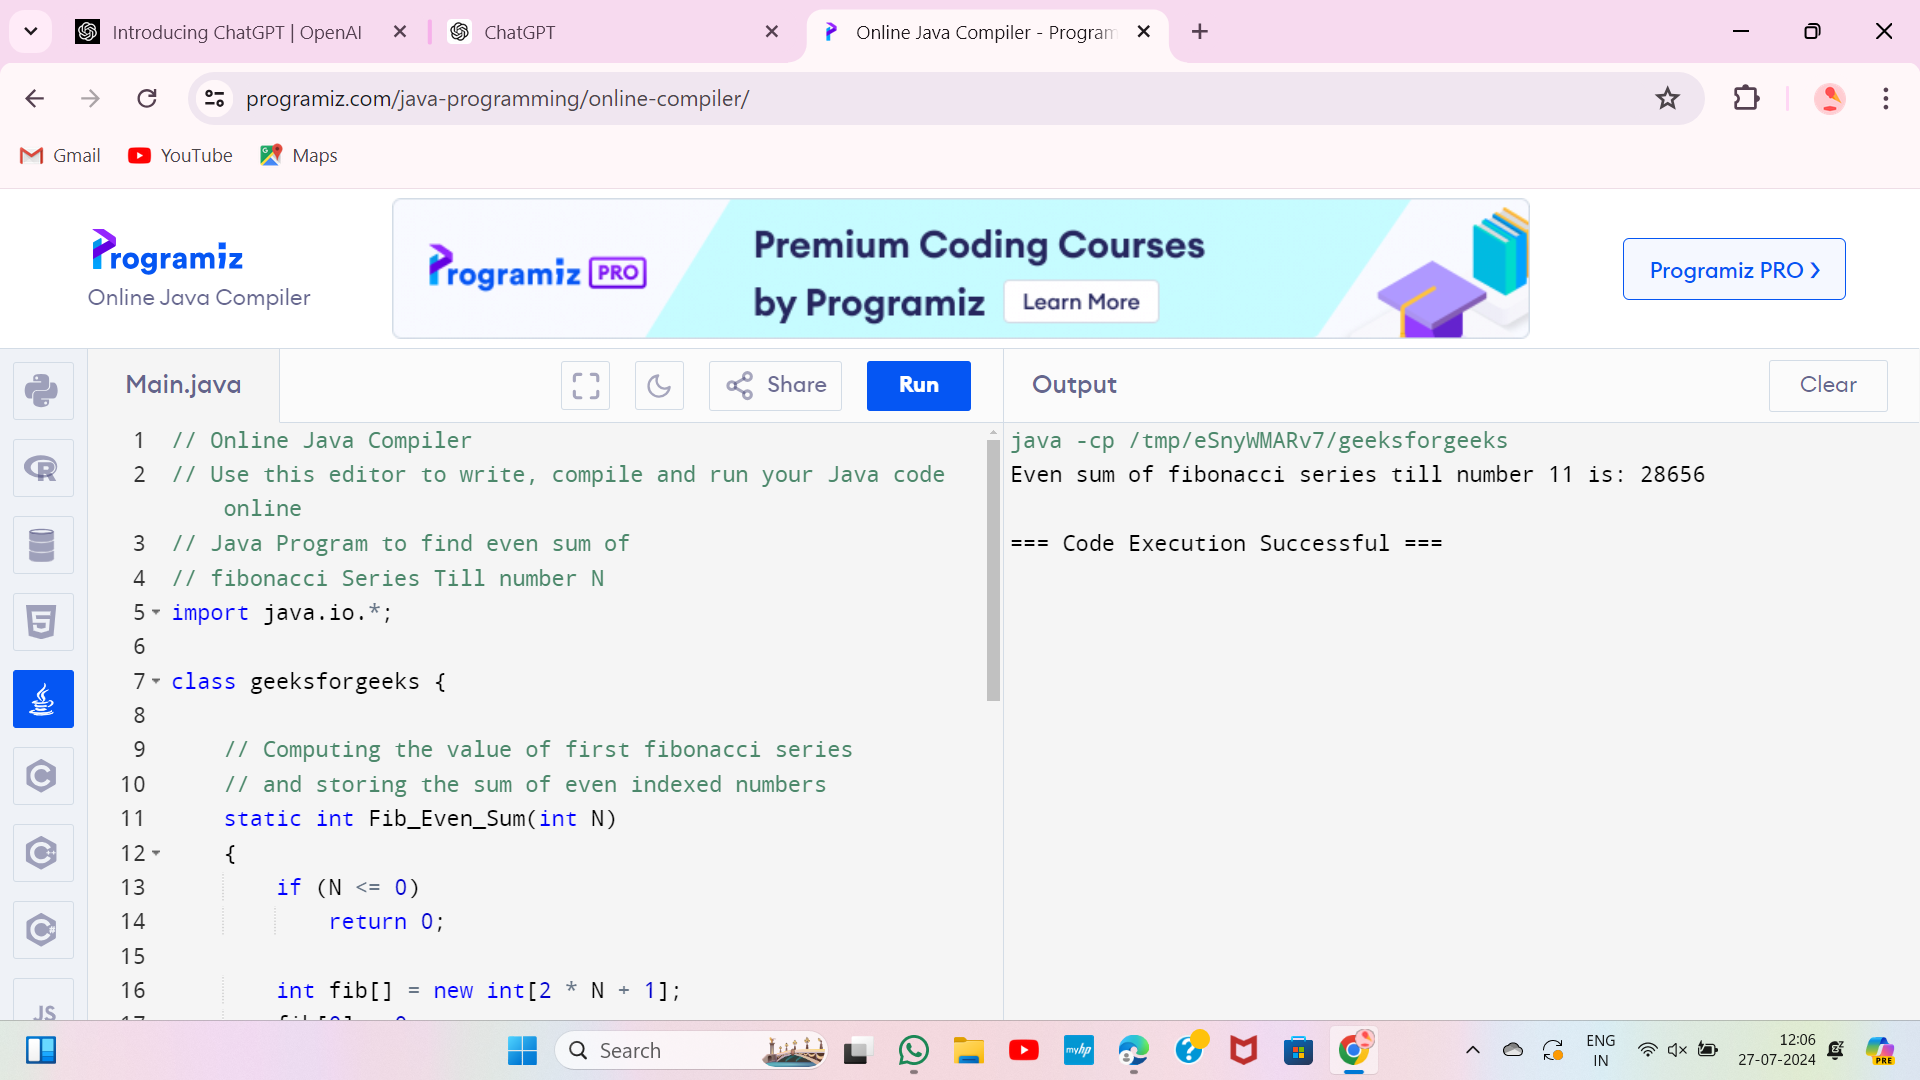 Introducing ChatGPT | OpenAI
ChatGPT
Online Java Compiler - Program
programiz.com/java-programming/online-compiler/
Gmail
YouTube
Maps
Programiz
Online Java Compiler
Programiz PRO
Premium Coding Courses
by Programiz
Learn More
Programiz PRO
Main.java
Share
Run
Output
Clear
1 // Online Java Compiler
2 // Use this editor to write, compile and run your Java code
online
3 // Java Program to find even sum of
4 // fibonacci Series Till number N
5 import java.io.*;
6
7 class geeksforgeeks {
8
9 // Computing the value of first fibonacci series
10 // and storing the sum of even indexed numbers
11 static int Fib_Even_Sum(int N)
12 {
13 if (N <= 0)
14 return 0;
15
16 int fib[] = new int[2 * N + 1];
java -cp /tmp/eSnyWMARv7/geeksforgeeks
Even sum of fibonacci series till number 11 is: 28656
=== Code Execution Successful ===
JS
Search
myhp
ENG
IN
12:06
27-07-2024
PRE